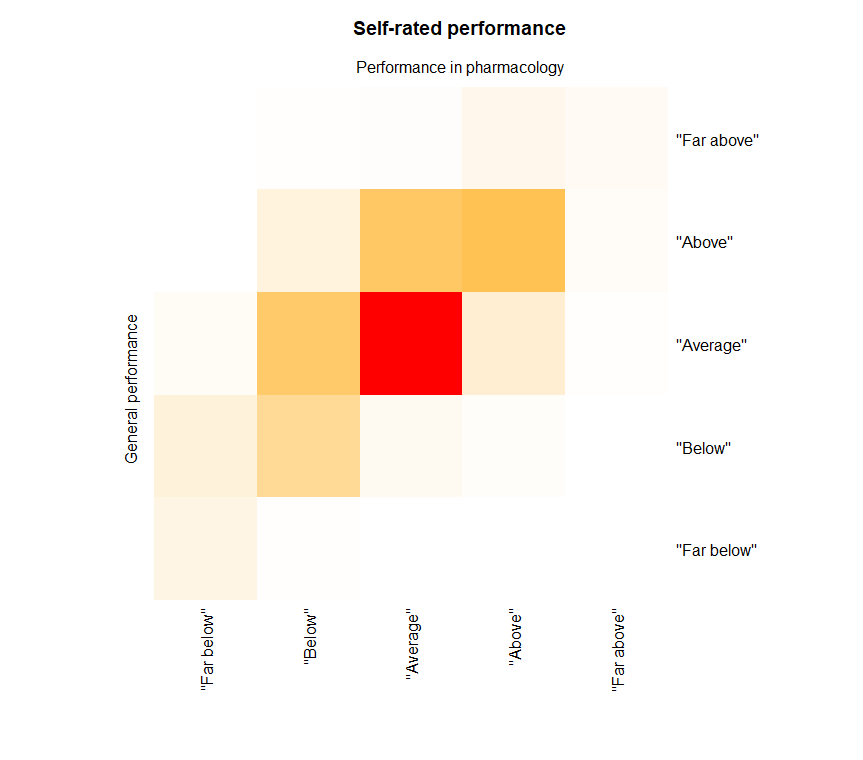 Self-rated performance
Performance in pharmacology
"Far above"
"Above"
"Average"
"Below"
"Far below"
General performance
"Far below"
"Below"
"Average"
"Above"
"Far above"